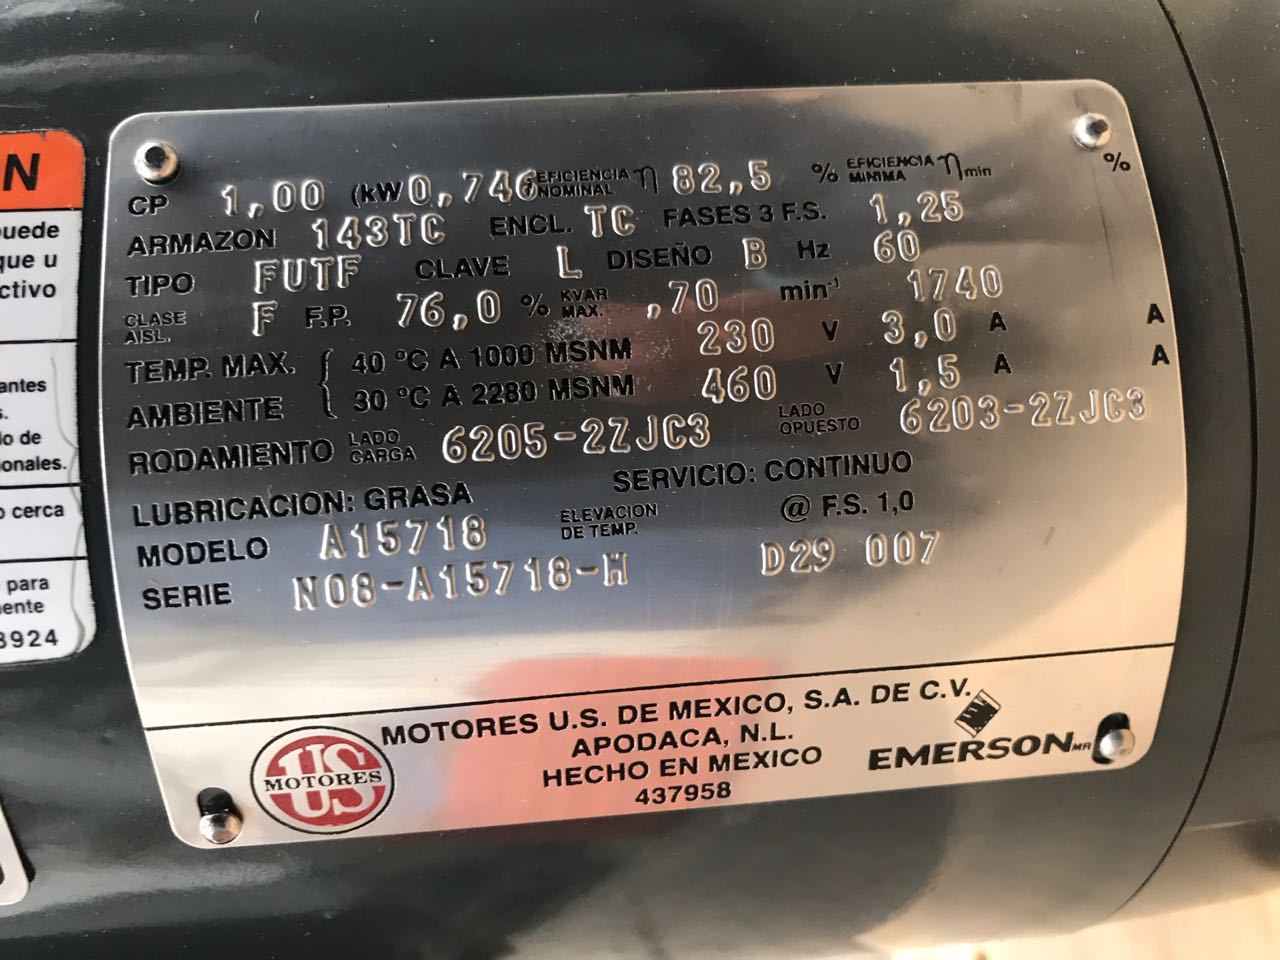 N
uede
que u
ctivo
antes
s.
lo de
ionales.
o cerca
para
ente
8924
CP 1,00 (kW 0,746 EFICIENCIA NOMINAL η 82,5 % EFICIENCIA MINIMA η min %
ARMAZON 143TC ENCL. TC FASES 3 F.S. 1,25
TIPO FUTF CLAVE L DISEÑO B Hz 60
CLASE AISL. F F.P. 76,0 % KVAR MAX. ,70 min-1 1740
TEMP. MAX. { 40 °C A 1000 MSNM 230 V 3,0 A A
AMBIENTE 30 °C A 2280 MSNM 460 V 1,5 A A
RODAMIENTO LADO CARGA 6205-2ZJC3 LADO OPUESTO 6203-2ZJC3
LUBRICACION: GRASA SERVICIO: CONTINUO
MODELO A15718 ELEVACION DE TEMP. @ F.S. 1,0
SERIE N08-A15718-M D29 007
US MOTORES
MOTORES U.S. DE MEXICO, S.A. DE C.V.
APODACA, N.L.
HECHO EN MEXICO
437958
EMERSON MR